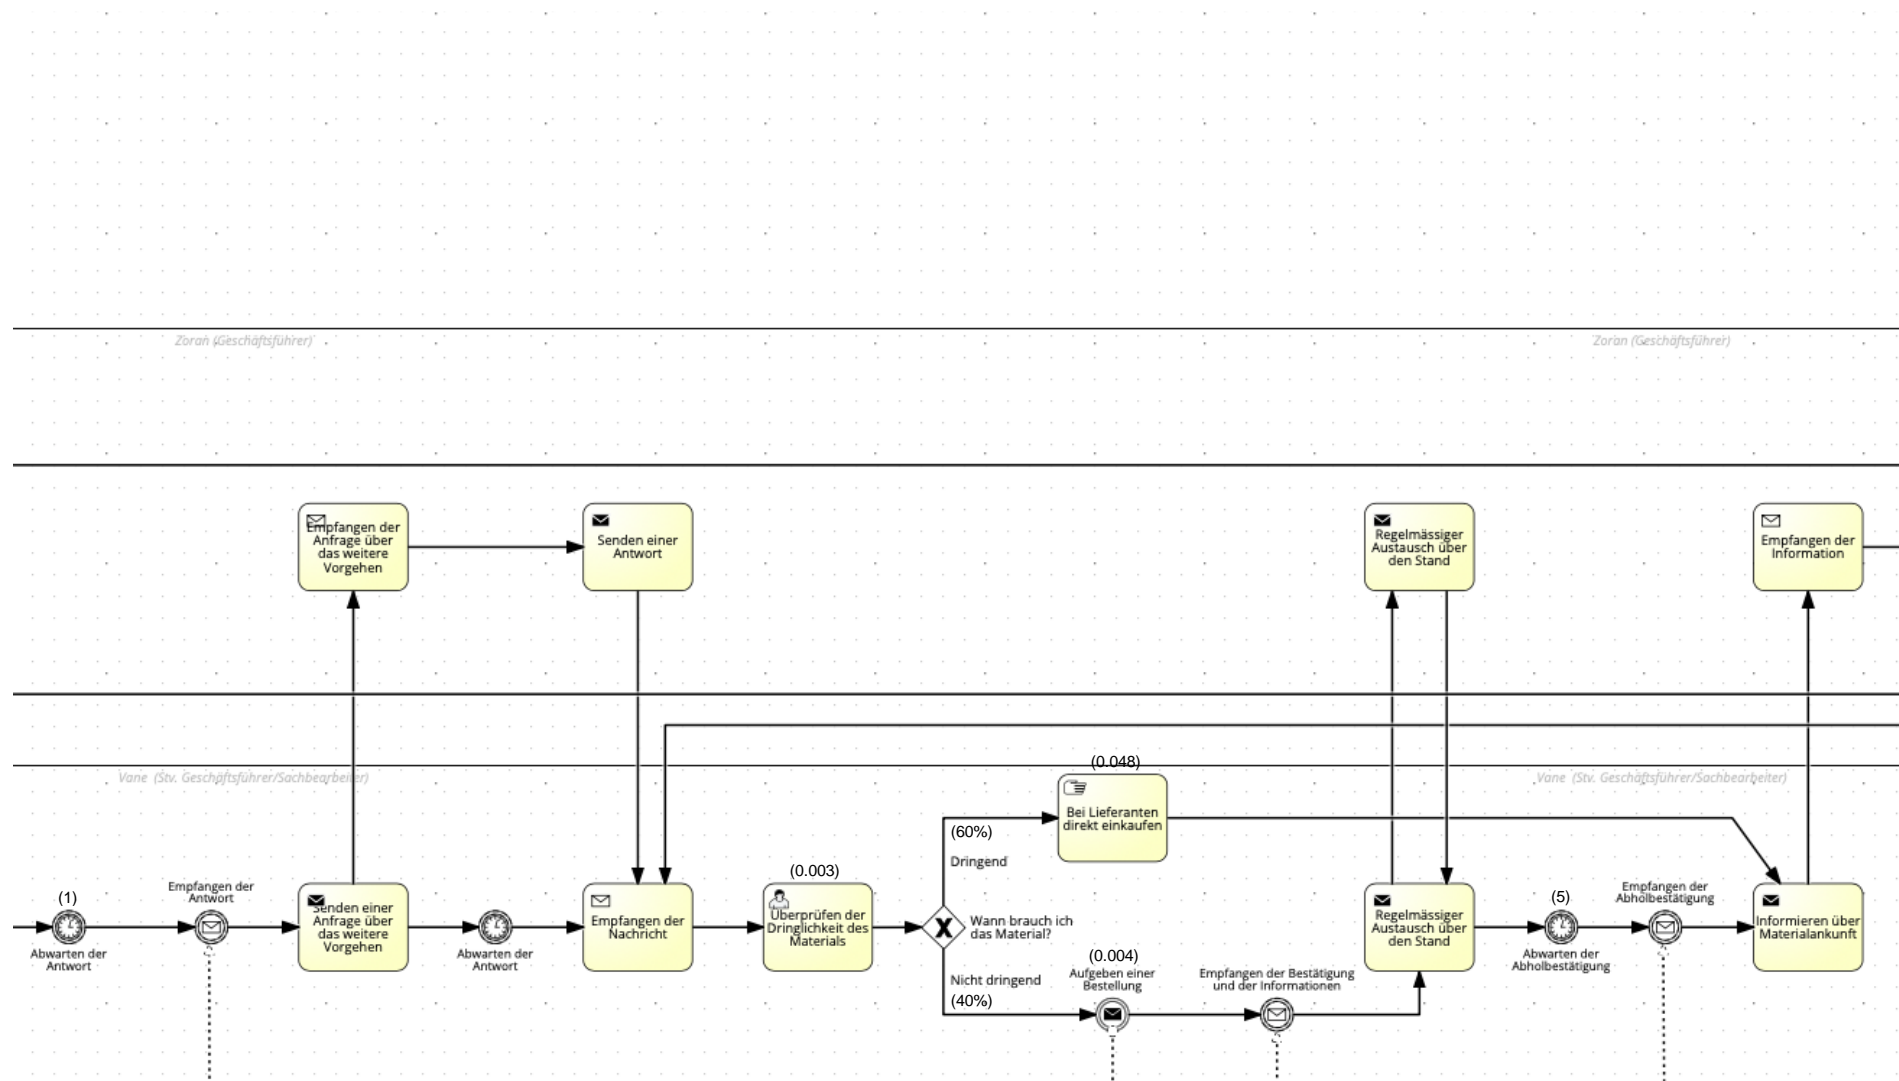 Zoran (Geschäftsführer)
Zoran (Geschäftsführer)
Empfangen der
Anfrage über
das weitere
Vorgehen
Senden einer
Antwort
Regelmässiger
Austausch über
den Stand
Empfangen der
Information
Vane (Stv. Geschäftsführer/Sachbearbeiter)
Vane (Stv. Geschäftsführer/Sachbearbeiter)
(0.048)
Bei Lieferanten
direkt einkaufen
(60%)
Dringend
(1)
Abwarten der
Antwort
Empfangen der
Antwort
Senden einer
Anfrage über
das weitere
Vorgehen
Abwarten der
Antwort
Empfangen der
Nachricht
(0.003)
Überprüfen der
Dringlichkeit des
Materials
Wann brauch ich
das Material?
Nicht dringend
(40%)
(0.004)
Aufgeben einer
Bestellung
Empfangen der Bestätigung
und der Informationen
Regelmässiger
Austausch über
den Stand
(5)
Abwarten der
Abholbestätigung
Empfangen der
Abholbestätigung
Informieren über
Materialankunft